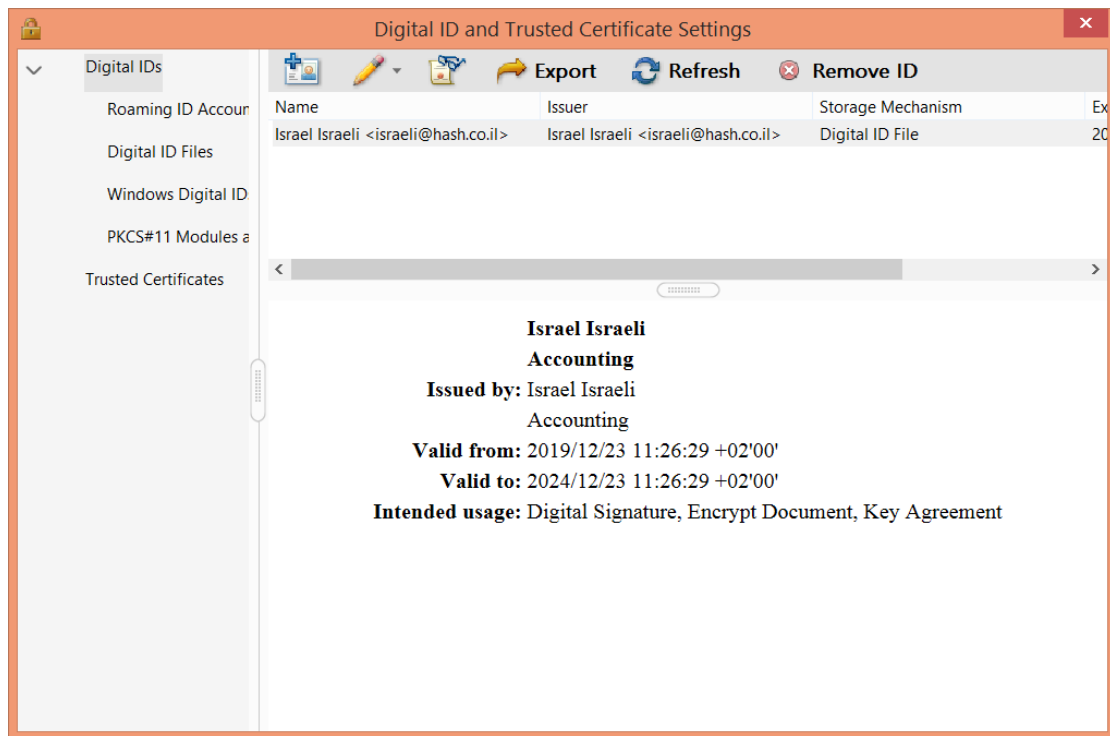 Digital ID and Trusted Certificate Settings
Digital IDs
Roaming ID Accoun
Digital ID Files
Windows Digital ID
PKCS#11 Modules a
Trusted Certificates
Export Refresh Remove ID
Name Issuer Storage Mechanism Ex
Israel Israeli <israeli@hash.co.il> Israel Israeli <israeli@hash.co.il> Digital ID File 20
Israel Israeli
Accounting
Issued by: Israel Israeli
Accounting
Valid from: 2019/12/23 11:26:29 +02'00'
Valid to: 2024/12/23 11:26:29 +02'00'
Intended usage: Digital Signature, Encrypt Document, Key Agreement